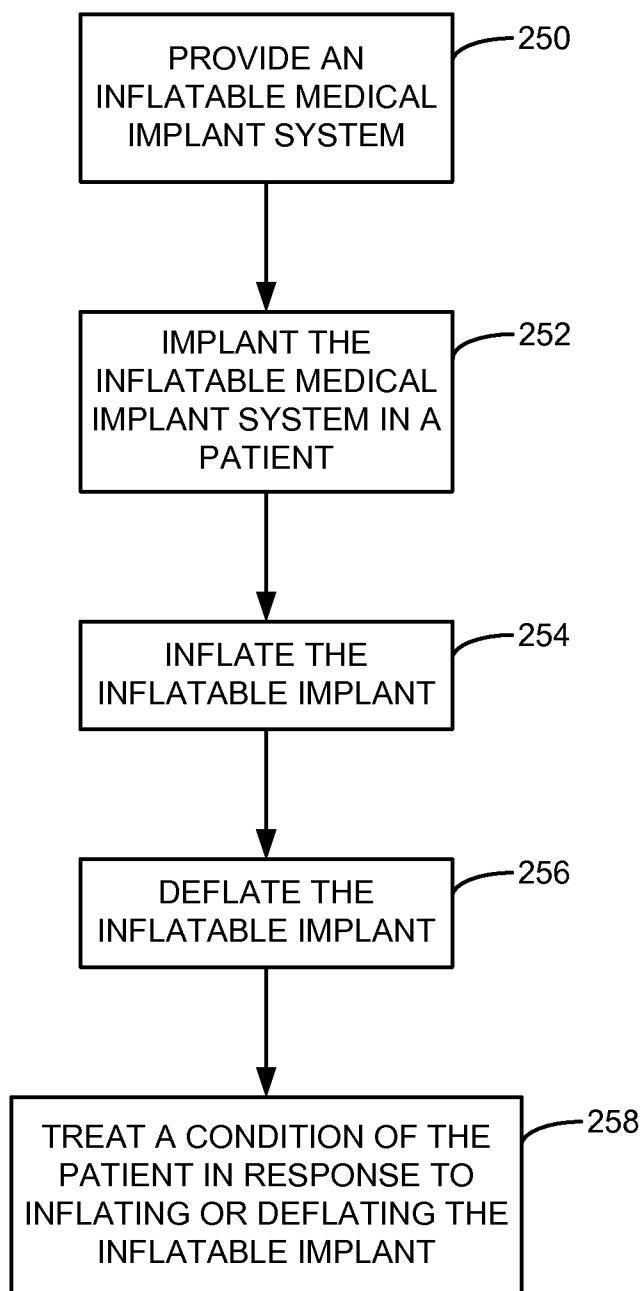 PROVIDE AN
INFLATABLE MEDICAL
IMPLANT SYSTEM
250
IMPLANT THE
INFLATABLE MEDICAL
IMPLANT SYSTEM IN A
PATIENT
252
INFLATE THE
INFLATABLE IMPLANT
254
DEFLATE THE
INFLATABLE IMPLANT
256
TREAT A CONDITION OF THE
PATIENT IN RESPONSE TO
INFLATING OR DEFLATING THE
INFLATABLE IMPLANT
258